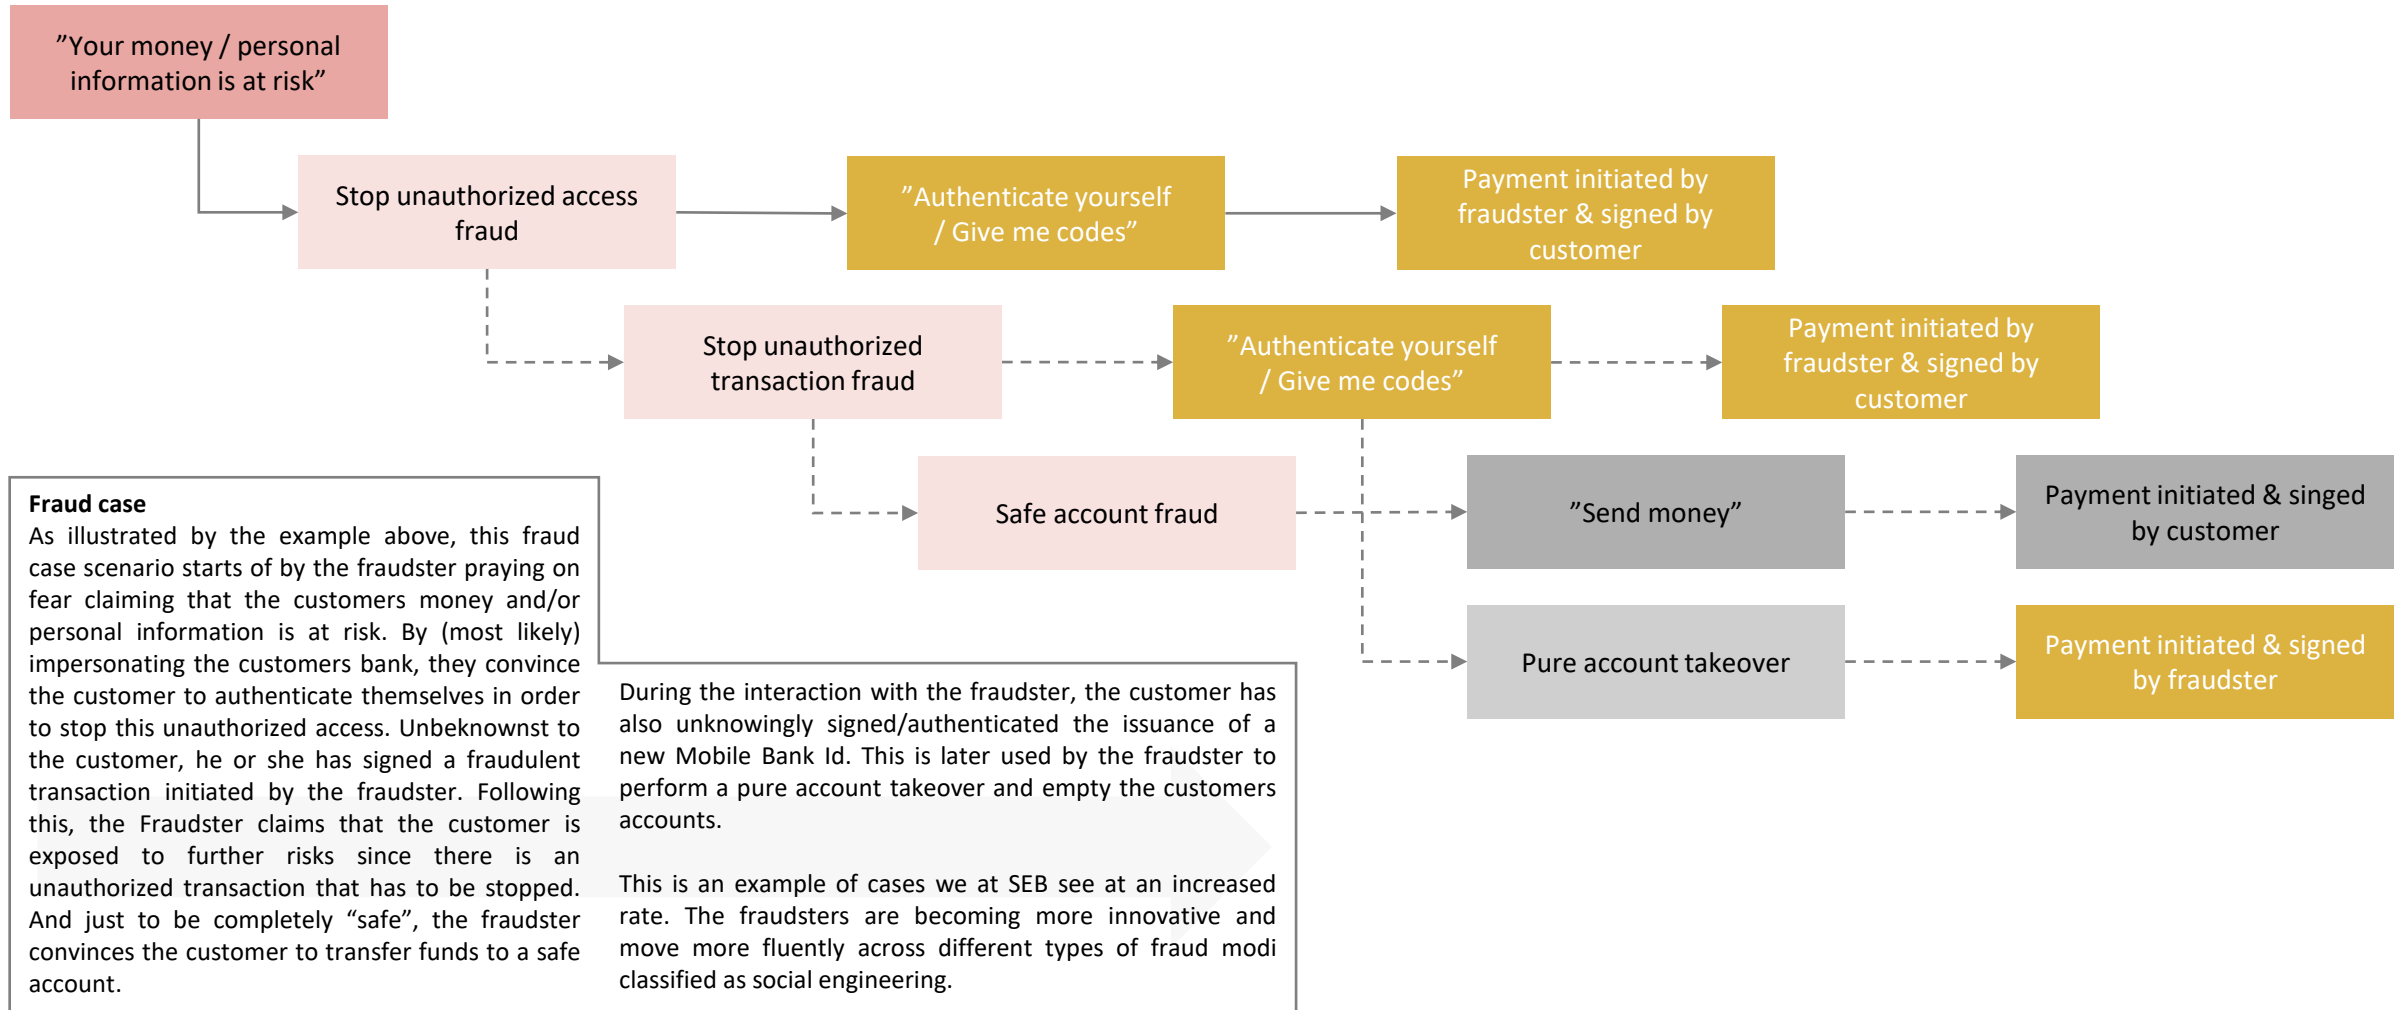 ”Your money / personal
information is at risk”
Stop unauthorized access
fraud
”Authenticate yourself
/ Give me codes”
Payment initiated by
fraudster & signed by
customer
Stop unauthorized
transaction fraud
”Authenticate yourself
/ Give me codes”
Payment initiated by
fraudster & signed by
customer
Safe account fraud
”Send money”
Payment initiated & singed
by customer
Pure account takeover
Payment initiated & signed
by fraudster
Fraud case
As illustrated by the example above, this fraud
case scenario starts of by the fraudster praying on
fear claiming that the customers money and/or
personal information is at risk. By (most likely)
impersonating the customers bank, they convince
the customer to authenticate themselves in order
to stop this unauthorized access. Unbeknownst to
the customer, he or she has signed a fraudulent
transaction initiated by the fraudster. Following
this, the Fraudster claims that the customer is
exposed to further risks since there is an
unauthorized transaction that has to be stopped.
And just to be completely “safe”, the fraudster
convinces the customer to transfer funds to a safe
account.
During the interaction with the fraudster, the customer has
also unknowingly signed/authenticated the issuance of a
new Mobile Bank Id. This is later used by the fraudster to
perform a pure account takeover and empty the customers
accounts.
This is an example of cases we at SEB see at an increased
rate. The fraudsters are becoming more innovative and
move more fluently across different types of fraud modi
classified as social engineering.